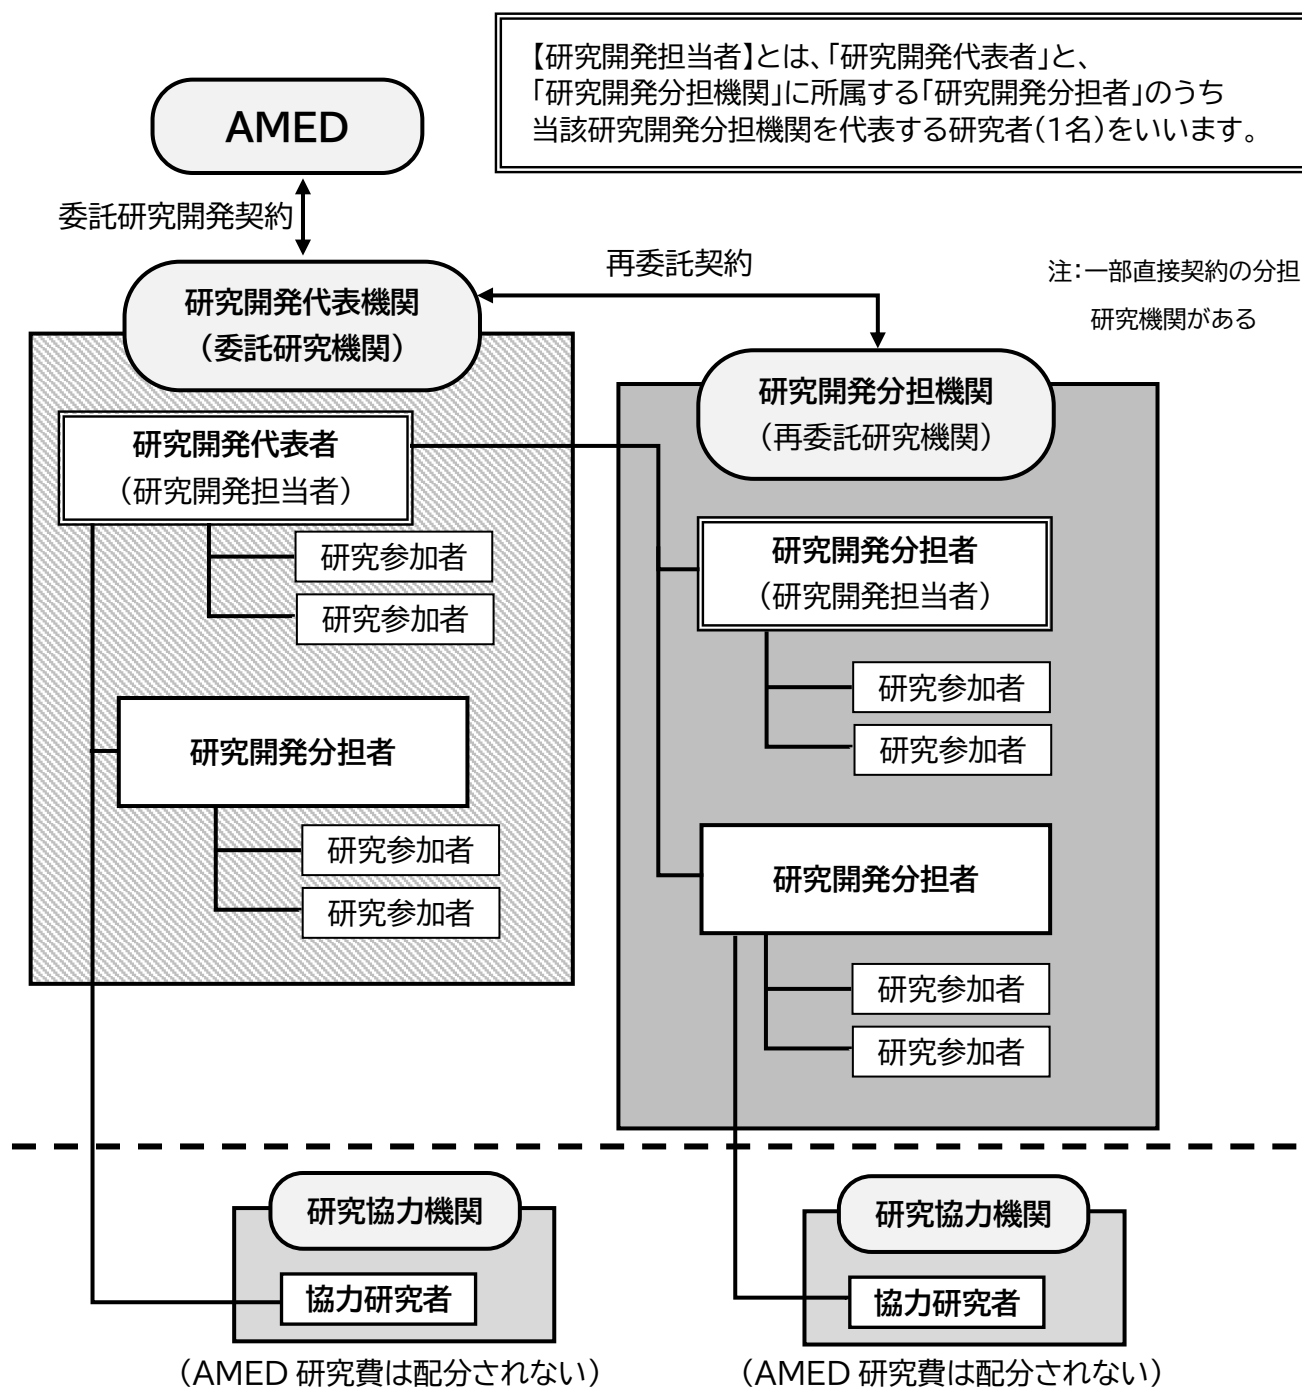 【研究開発担当者】とは、「研究開発代表者」と、
「研究開発分担機関」に所属する「研究開発分担者」のうち
当該研究開発分担機関を代表する研究者（1名）をいいます。
AMED
委託研究開発契約
再委託契約
注：一部直接契約の分担
研究機関がある
研究開発代表機関
（委託研究機関）
研究開発分担機関
（再委託研究機関）
研究開発代表者
（研究開発担当者）
研究参加者
研究参加者
研究開発分担者
研究参加者
研究参加者
研究開発分担者
（研究開発担当者）
研究参加者
研究参加者
研究開発分担者
研究参加者
研究参加者
研究協力機関
協力研究者
（AMED 研究費は配分されない）
研究協力機関
協力研究者
（AMED 研究費は配分されない）